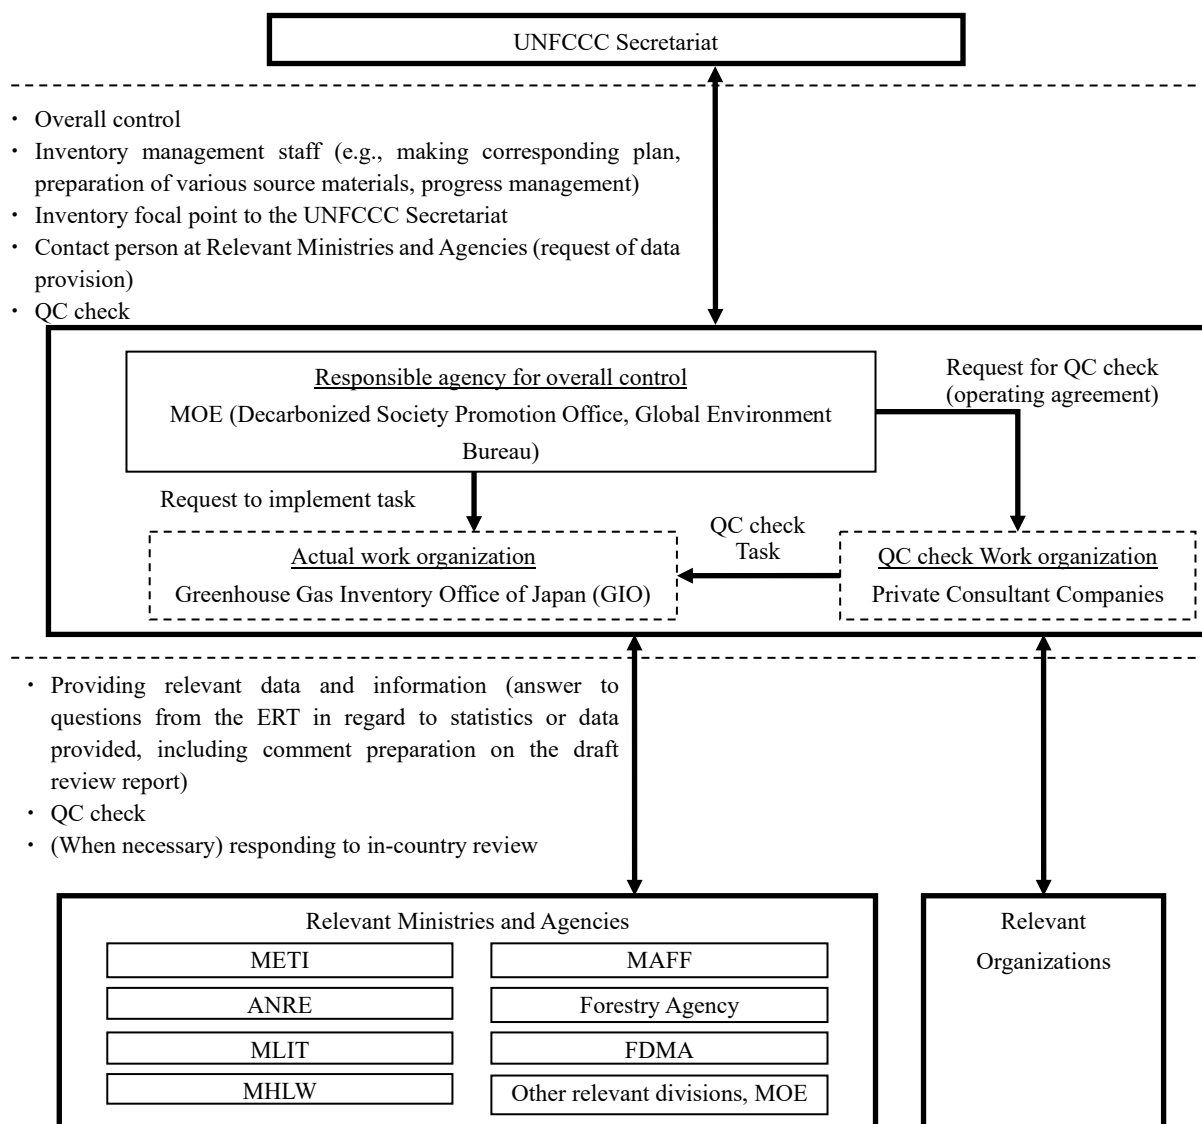 UNFCCC Secretariat
・ Overall control
・ Inventory management staff (e.g., making corresponding plan,
preparation of various source materials, progress management)
・ Inventory focal point to the UNFCCC Secretariat
・ Contact person at Relevant Ministries and Agencies (request of data
provision)
・ QC check
Responsible agency for overall control
MOE (Decarbonized Society Promotion Office, Global Environment
Bureau)
Request for QC check
(operating agreement)
Request to implement task
QC check
Task
Actual work organization
Greenhouse Gas Inventory Office of Japan (GIO)
QC check Work organization
Private Consultant Companies
・ Providing relevant data and information (answer to
questions from the ERT in regard to statistics or data
provided, including comment preparation on the draft
review report)
・ QC check
・ (When necessary) responding to in-country review
Relevant Ministries and Agencies
METI
ANRE
MLIT
MHLW
MAFF
Forestry Agency
FDMA
Other relevant divisions, MOE
Relevant
Organizations